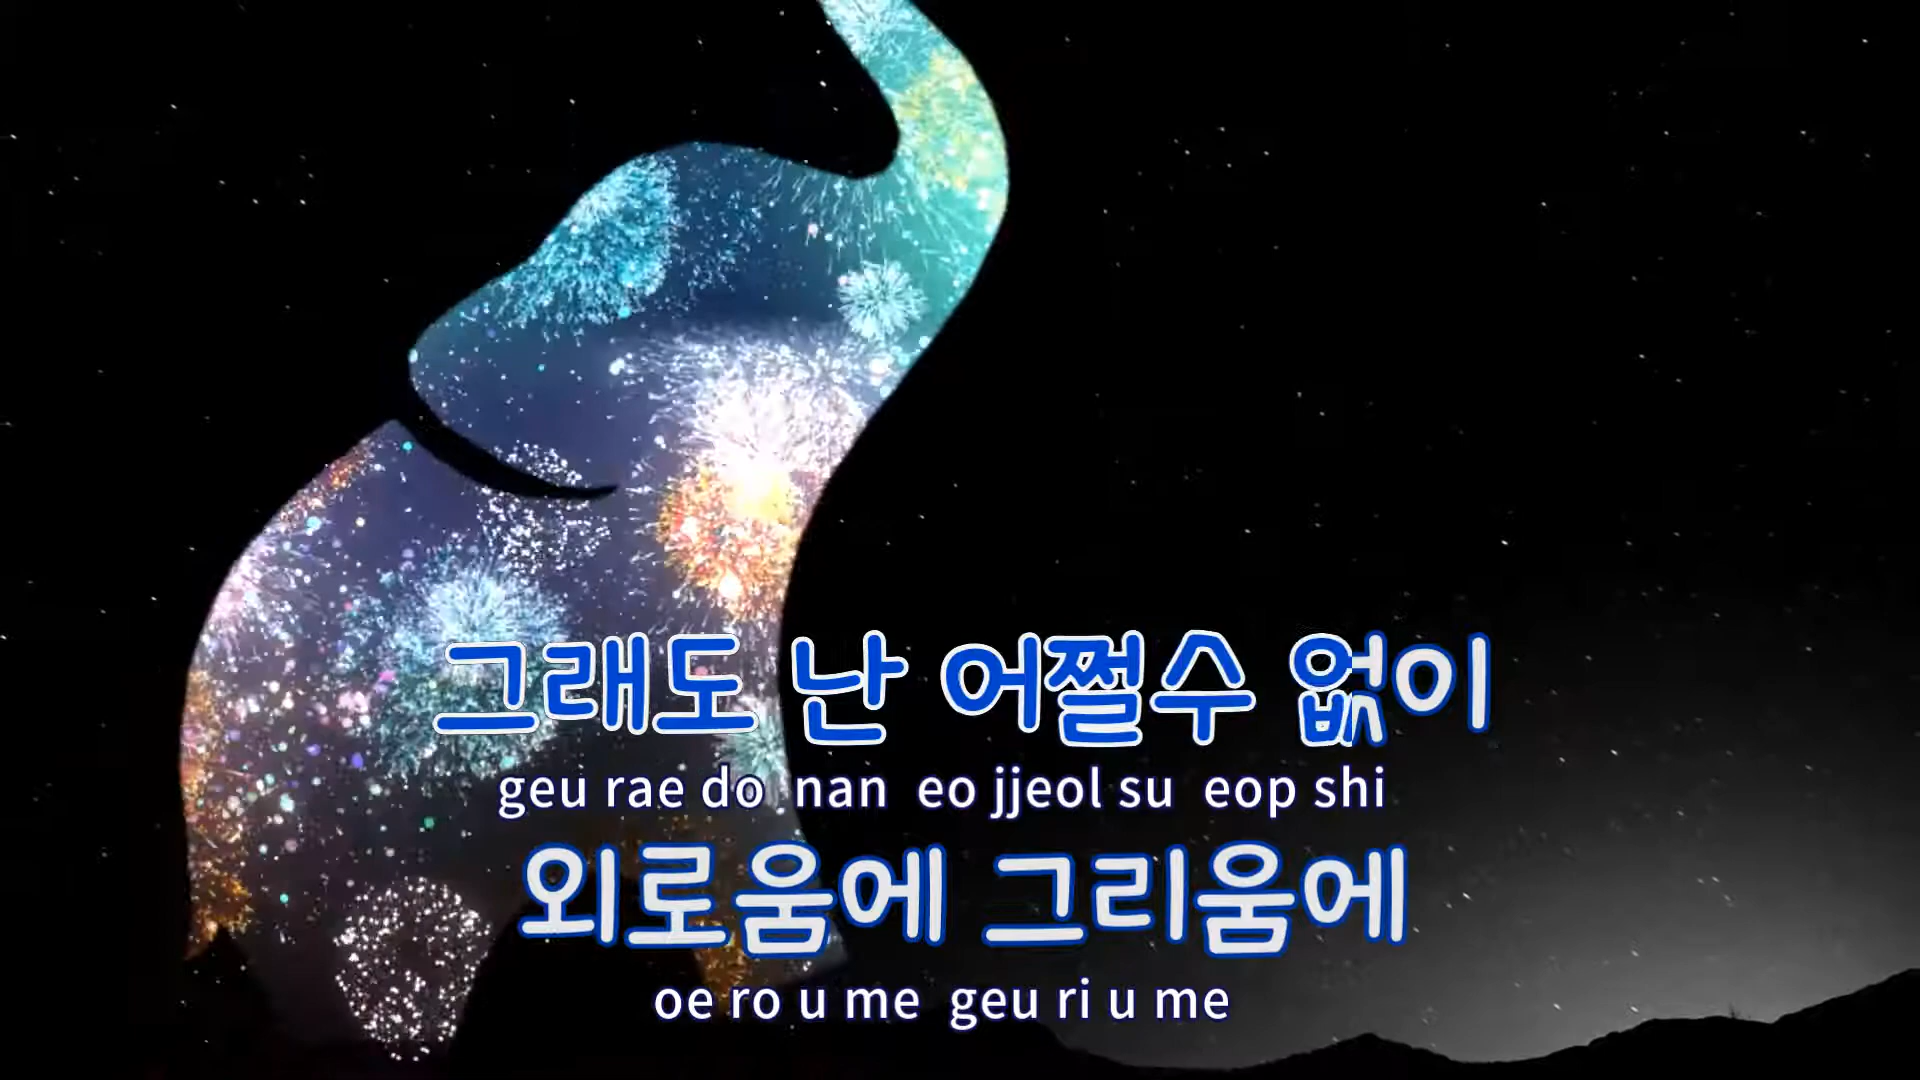 그래도 난 어쩔수 없이
geu rae do nan eo jjeol su eop shi
외로움에 그리움에
oe ro u me geu ri u me